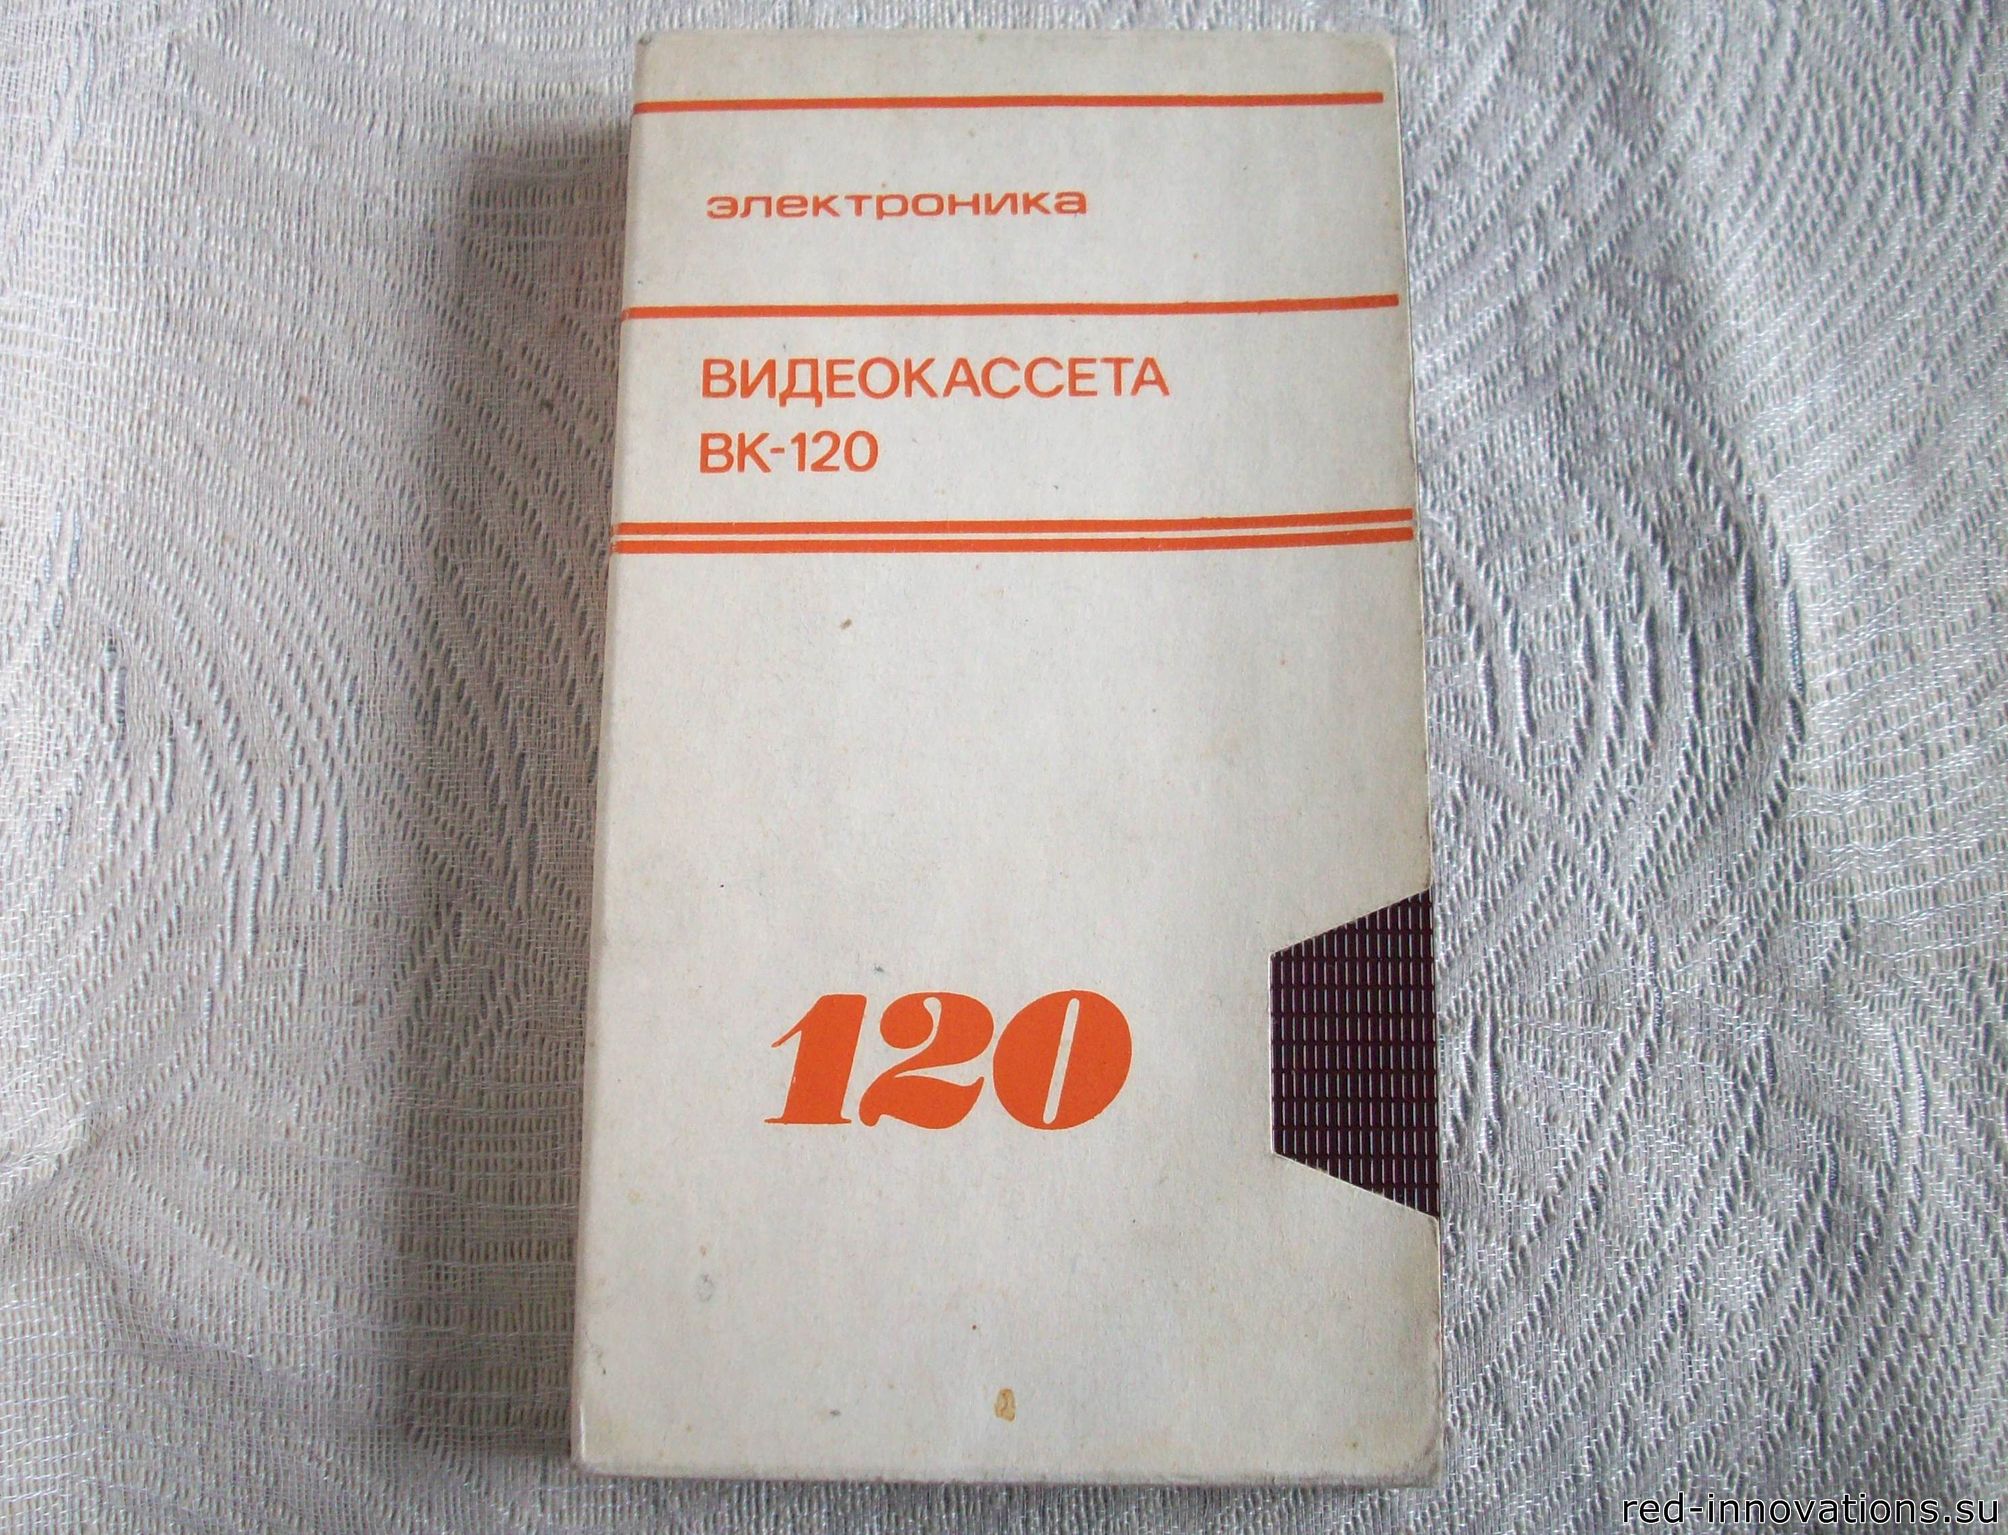 электроника
ВИДЕОКАССЕТА
ВК-120
120
red-innovations.su